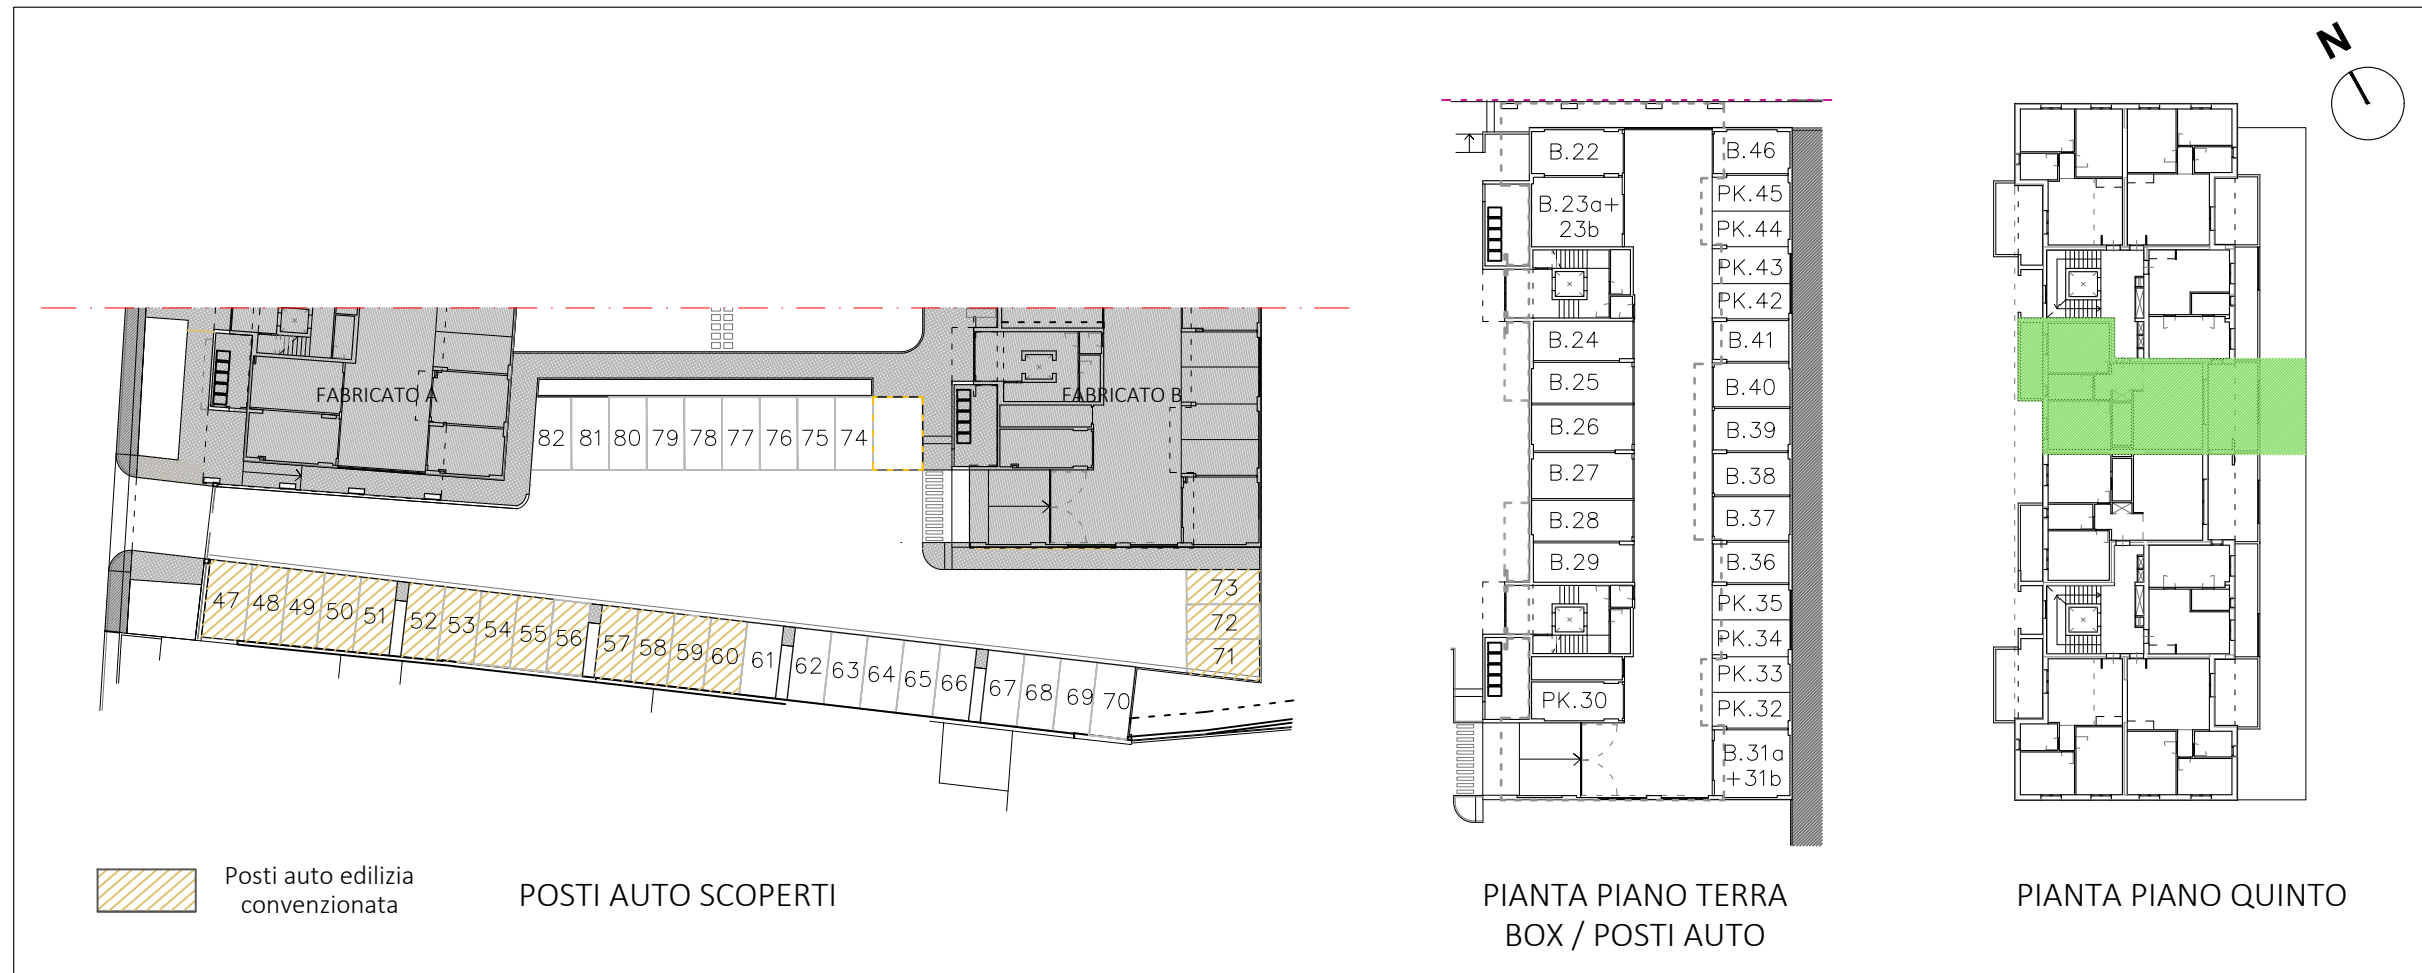 N
FABRICATO A
FABRICATO B
82 81 80 79 78 77 76 75 74
47 48 49 50 51 52 53 54 55 56 57 58 59 60 61 62 63 64 65 66 67 68 69 70
73
72
71
Posti auto edilizia
convenzionata
POSTI AUTO SCOPERTI
B.22
B.23a+
23b
B.24
B.25
B.26
B.27
B.28
B.29
PK.30
B.46
PK.45
PK.44
PK.43
PK.42
B.41
B.40
B.39
B.38
B.37
B.36
PK.35
PK.34
PK.33
PK.32
B.31a
+31b
PIANTA PIANO TERRA
BOX / POSTI AUTO
PIANTA PIANO QUINTO